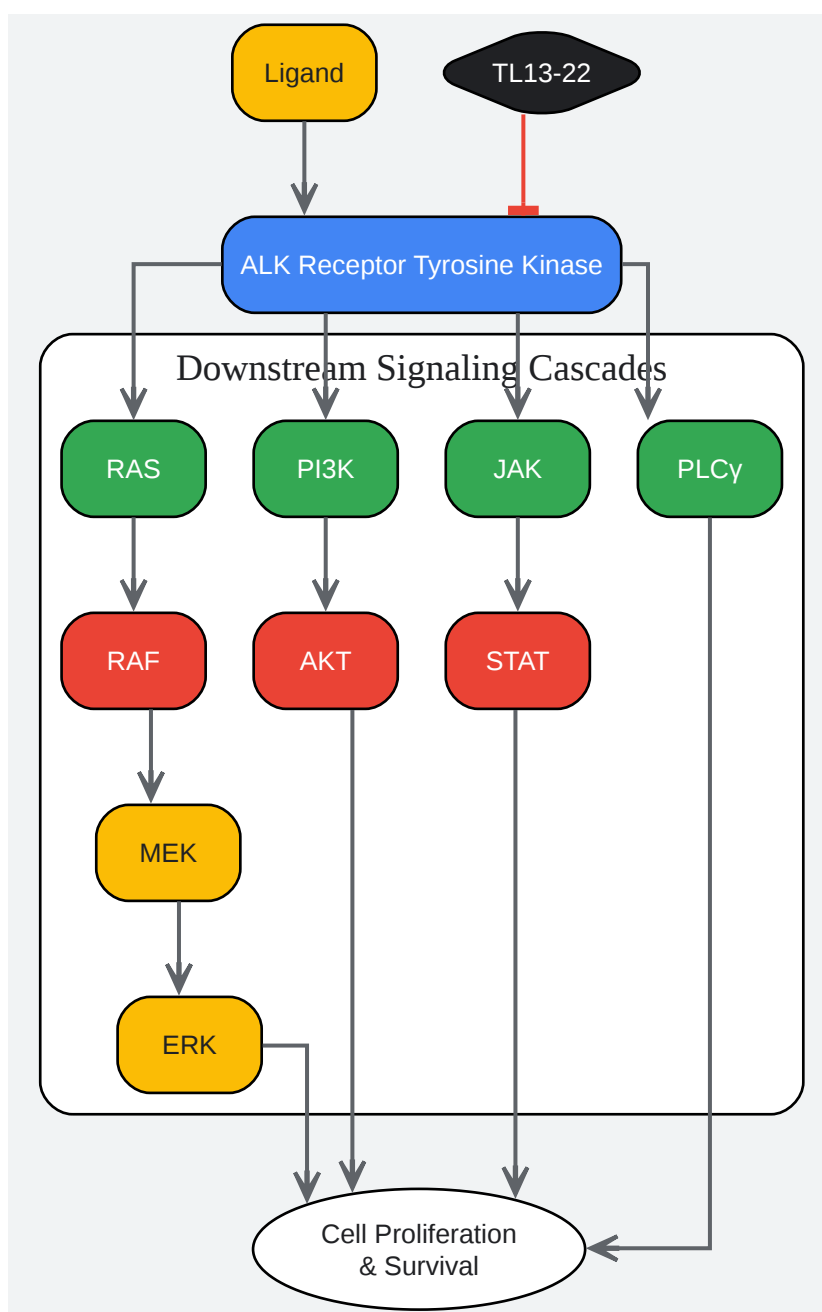 Ligand
TL13-22
ALK Receptor Tyrosine Kinase
Downstream Signaling Cascades
RAS
PI3K
JAK
PLCγ
RAF
AKT
STAT
MEK
ERK
Cell Proliferation
& Survival